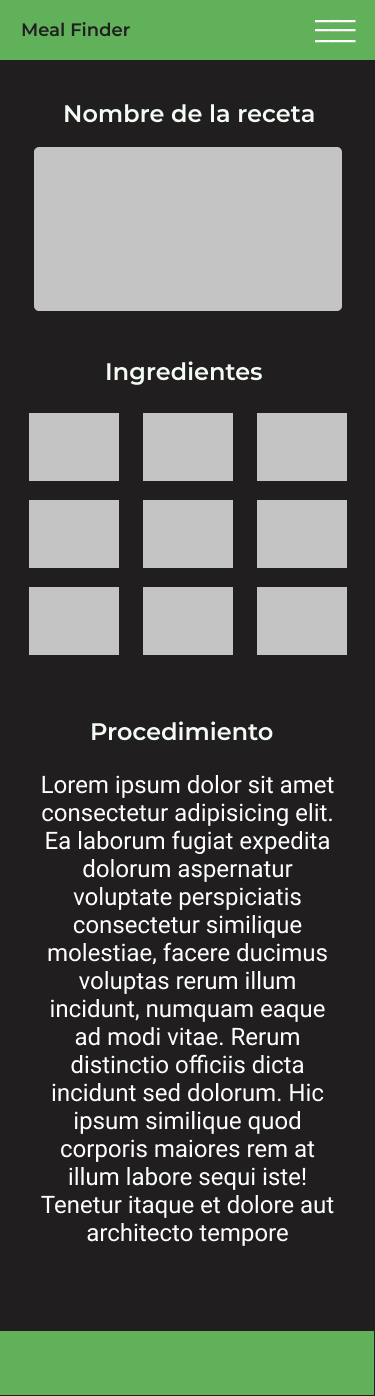 Meal Finder
Nombre de la receta
Ingredientes
Procedimiento
Lorem ipsum dolor sit amet
consectetur adipisicing elit.
Ea laborum fugiat expedita
dolorum aspernatur
voluptate perspiciatis
consectetur similique
molestiae, facere ducimus
voluptas rerum illum
incidunt, numquam eaque
ad modi vitae. Rerum
distinctio officiis dicta
incidunt sed dolorum. Hic
ipsum similique quod
corporis maiores rem at
illum labore sequi iste!
Tenetur itaque et dolore aut
architecto tempore